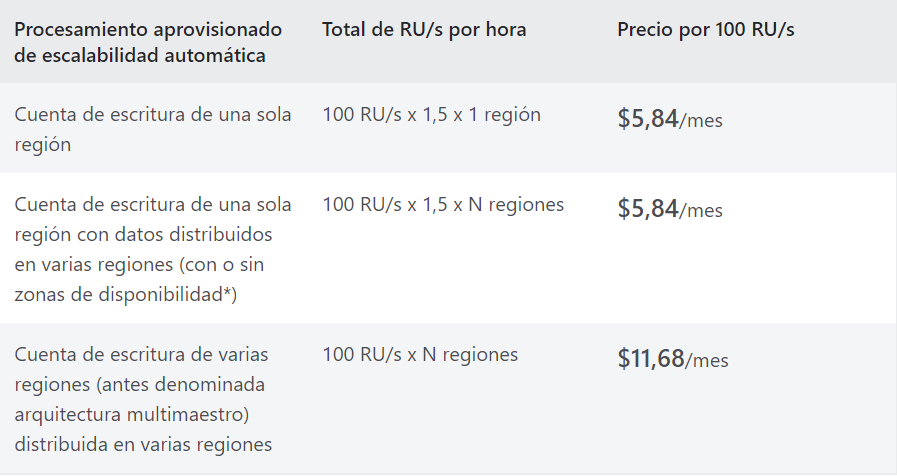 Procesamiento aprovisionado
de escalabilidad automática
Total de RU/s por hora
Precio por 100 RU/s
Cuenta de escritura de una sola
región
100 RU/s x 1,5 x 1 región
$5,84/mes
Cuenta de escritura de una sola
región con datos distribuidos
en varias regiones (con o sin
zonas de disponibilidad*)
100 RU/s x 1,5 x N regiones
$5,84/mes
Cuenta de escritura de varias
regiones (antes denominada
arquitectura multimaestro)
distribuida en varias regiones
100 RU/s x N regiones
$11,68/mes